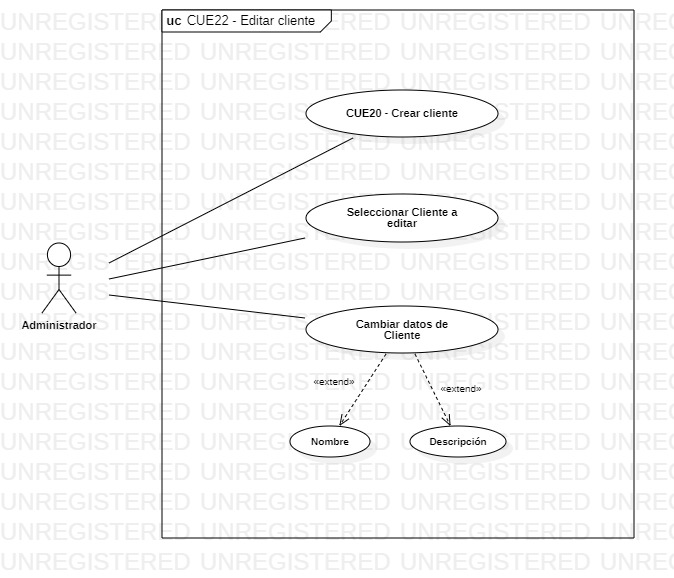 uc CUE22 - Editar cliente
CUE20 - Crear cliente
Seleccionar Cliente a
editar
Administrador
Cambiar datos de
Cliente
«extend»
«extend»
Nombre
Descripción
UNREGISTERED